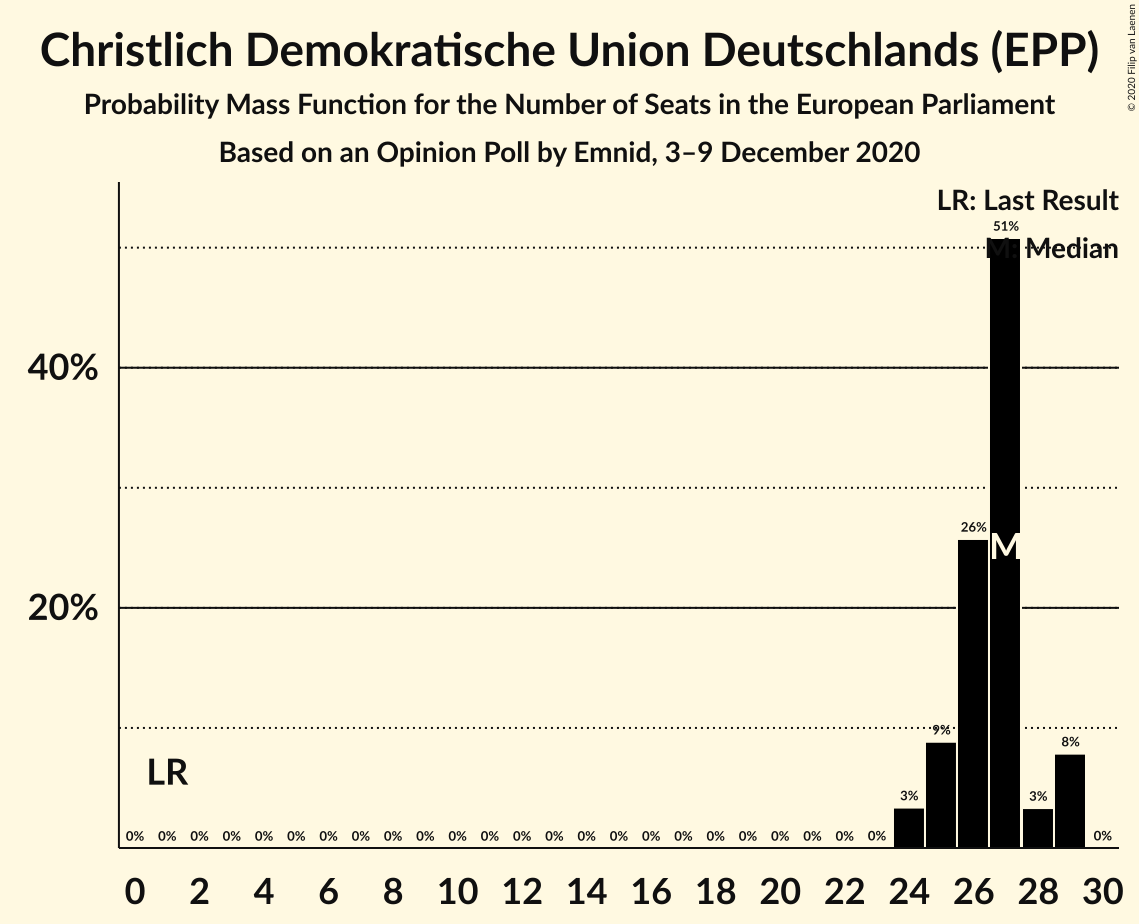 Christlich Demokratische Union Deutschlands (EPP)
Probability Mass Function for the Number of Seats in the European Parliament
Based on an Opinion Poll by Emnid, 3–9 December 2020
© 2020 Filip van Laenen
LR: Last Result
51%
M: Median
40%
26%
M
20%
9%
8%
LR
3%
3%
0% 0% 0% 0% 0% 0% 0% 0% 0% 0% 0% 0% 0% 0% 0% 0% 0% 0% 0% 0% 0% 0% 0% 0% 0%
0 2 4 6 8 10 12 14 16 18 20 22 24 26 28 30